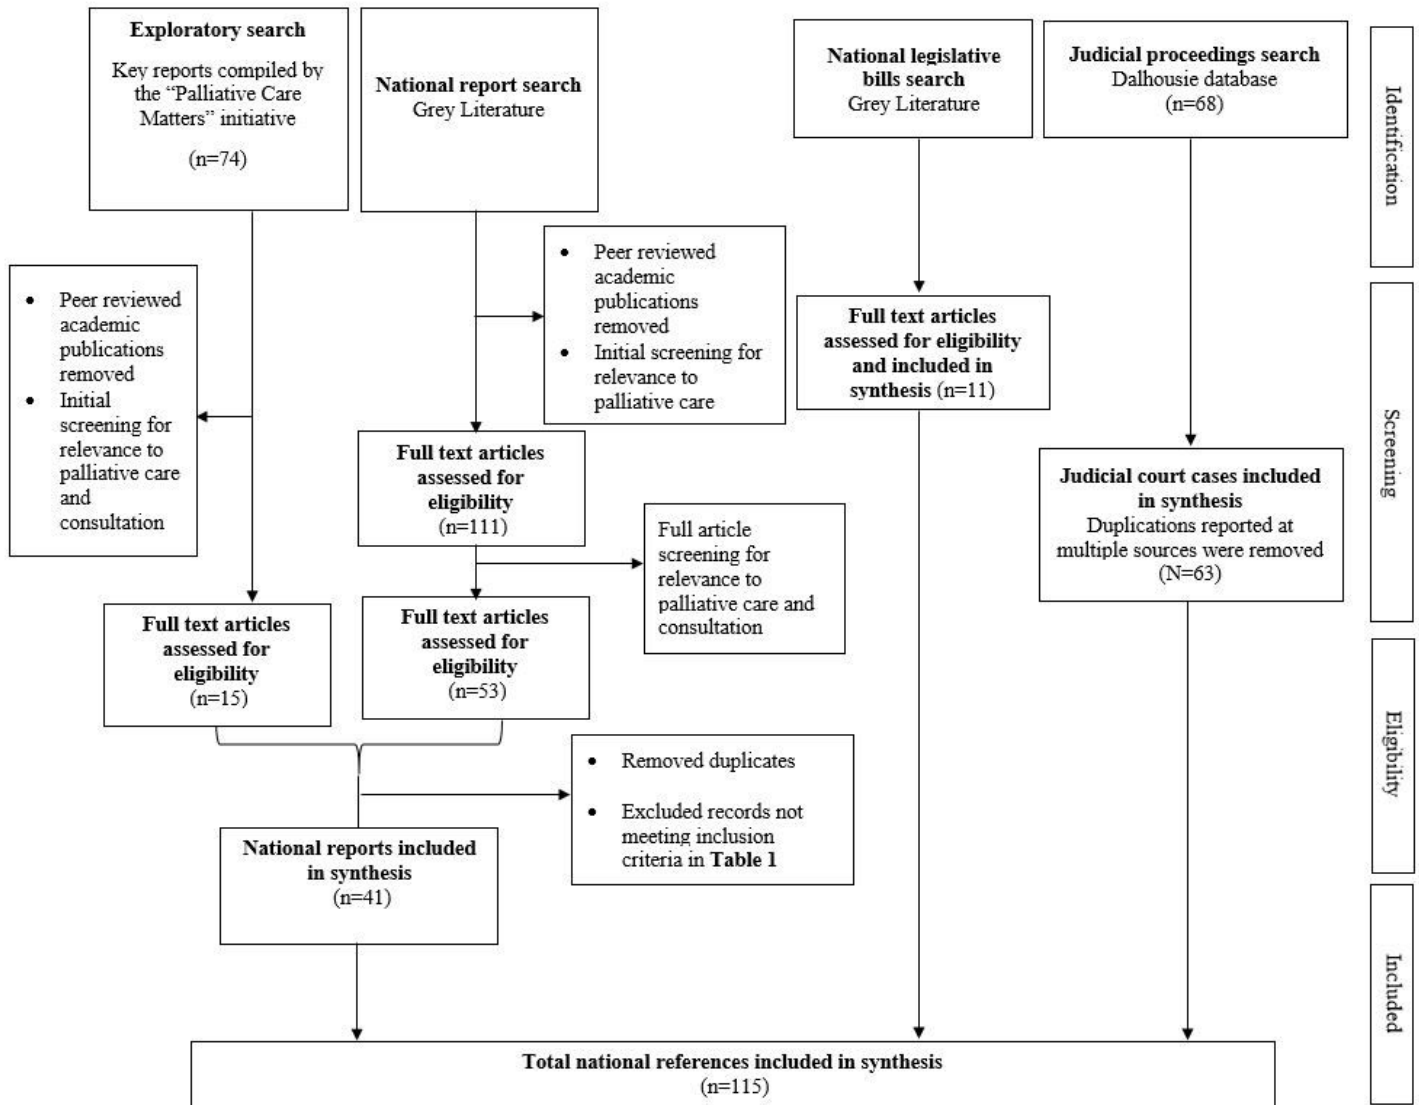 Exploratory search
Key reports compiled by
the “Palliative Care
Matters” initiative
(n=74)
National report search
Grey Literature
National legislative
bills search
Grey Literature
Judicial proceedings search
Dalhousie database
(n=68)
Identification
• Peer reviewed
academic
publications
removed
• Initial
screening for
relevance to
palliative care
and
consultation
• Peer reviewed
academic
publications
removed
• Initial screening for
relevance to
palliative care
Full text articles
assessed for eligibility
and included in
synthesis (n=11)
Screening
Full text articles
assessed for
eligibility
(n=111)
Full article
screening for
relevance to
palliative care and
consultation
Judicial court cases included
in synthesis
Duplications reported at
multiple sources were removed
(N=63)
Full text articles
assessed for
eligibility
(n=15)
Full text articles
assessed for
eligibility
(n=53)
Eligibility
• Removed duplicates
• Excluded records not
meeting inclusion
criteria in Table 1
National reports included
in synthesis
(n=41)
Included
Total national references included in synthesis
(n=115)